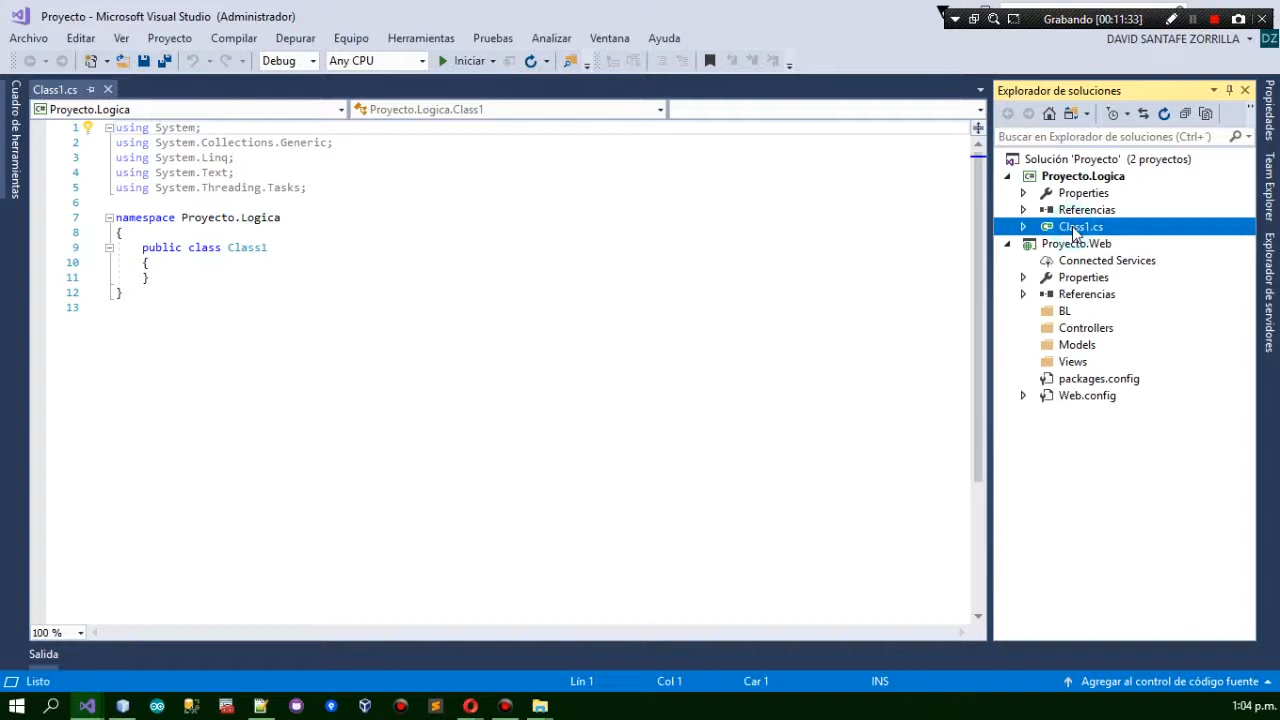 Proyecto - Microsoft Visual Studio (Administrador)
Grabando [00:11:33]
Archivo Editar Ver Proyecto Compilar Depurar Equipo Herramientas Pruebas Analizar Ventana Ayuda
DAVID SANTAFE ZORRILLA DZ
Debug Any CPU Iniciar
Cuadro de herramientas
Class1.cs
Proyecto.Logica Proyecto.Logica.Class1
1 using System;
2 using System.Collections.Generic;
3 using System.Linq;
4 using System.Text;
5 using System.Threading.Tasks;
6
7 namespace Proyecto.Logica
8 {
9 public class Class1
10 {
11 }
12 }
13
100 %
Explorador de soluciones
Buscar en Explorador de soluciones (Ctrl+')
Solución 'Proyecto' (2 proyectos)
Proyecto.Logica
Properties
Referencias
Class1.cs
Proyecto.Web
Connected Services
Properties
Referencias
BL
Controllers
Models
Views
packages.config
Web.config
Propiedades
Team Explorer
Explorador de servidores
Salida
Listo Lín 1 Col 1 Car 1 INS Agregar al control de código fuente
1:04 p.m.